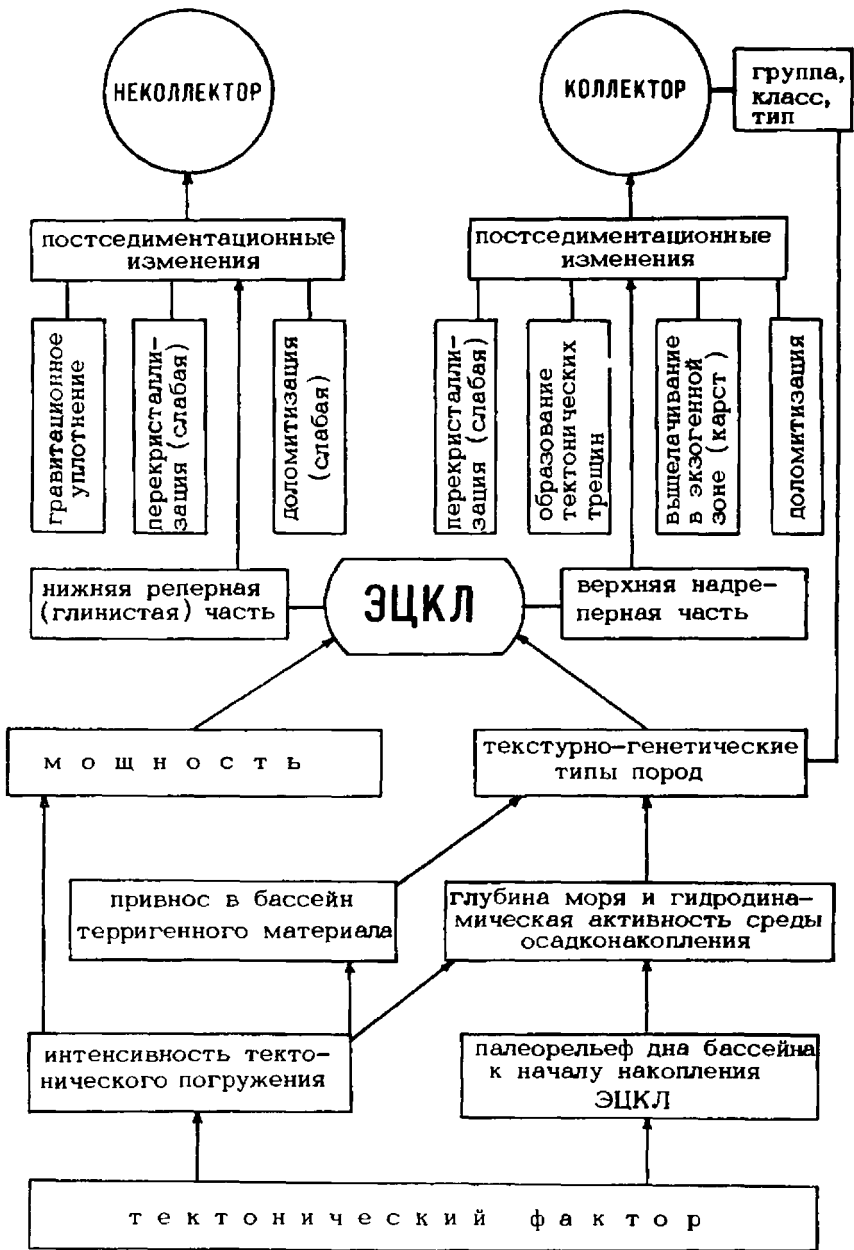 НЕКОЛЛЕКТОР
КОЛЛЕКТОР
группа,
класс,
тип
постседиментационные
изменения
постседиментационные
изменения
гравитационное
уплотнение
перекристалли-
зация (слабая)
доломитизация
(слабая)
перекристалли-
зация (слабая)
образование
тектонических
трещин
выщелачивание
в экзогенной
зоне (карст)
доломитизация
нижняя реперная
(глинистая) часть
ЭЦКЛ
верхняя надре-
перная часть
мощность
текстурно-генетические
типы пород
привнос в бассейн
терригенного материала
глубина моря и гидродина-
мическая активность среды
осадконакопления
интенсивность текто-
нического погружения
палеорельеф дна бассейна
к началу накопления
ЭЦКЛ
тектонический фактор